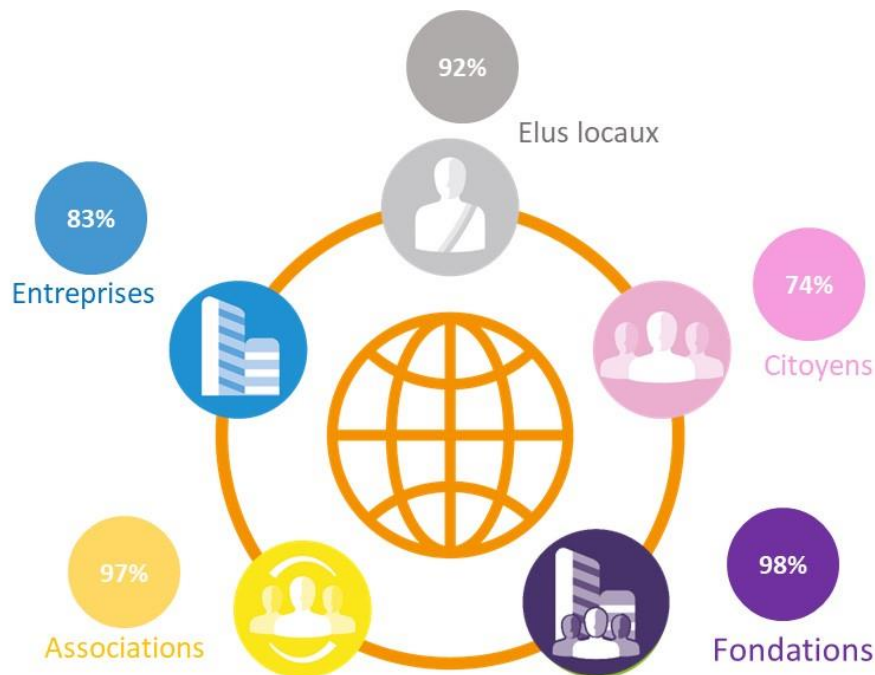 92%
Elus locaux
83%
Entreprises
74%
Citoyens
97%
Associations
98%
Fondations